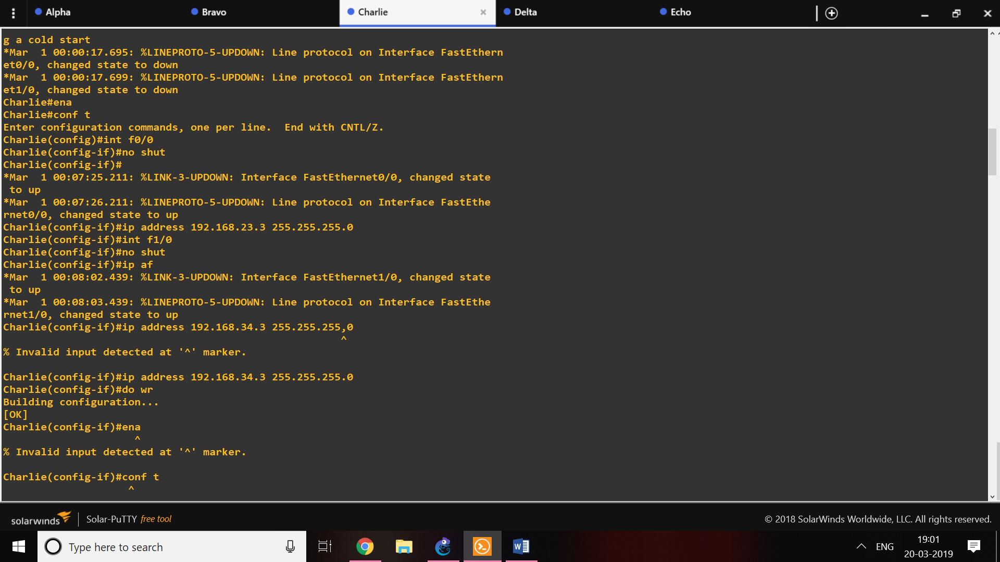 Alpha
Bravo
Charlie
Delta
Echo
g a cold start
*Mar  1 00:00:17.695: %LINEPROTO-5-UPDOWN: Line protocol on Interface FastEthern
et0/0, changed state to down
*Mar  1 00:00:17.699: %LINEPROTO-5-UPDOWN: Line protocol on Interface FastEthern
et1/0, changed state to down
Charlie#ena
Charlie#conf t
Enter configuration commands, one per line.  End with CNTL/Z.
Charlie(config)#int f0/0
Charlie(config-if)#no shut
Charlie(config-if)#
*Mar  1 00:07:25.211: %LINK-3-UPDOWN: Interface FastEthernet0/0, changed state
 to up
*Mar  1 00:07:26.211: %LINEPROTO-5-UPDOWN: Line protocol on Interface FastEthe
rnet0/0, changed state to up
Charlie(config-if)#ip address 192.168.23.3 255.255.255.0
Charlie(config-if)#int f1/0
Charlie(config-if)#no shut
Charlie(config-if)#ip af
*Mar  1 00:08:02.439: %LINK-3-UPDOWN: Interface FastEthernet1/0, changed state
 to up
*Mar  1 00:08:03.439: %LINEPROTO-5-UPDOWN: Line protocol on Interface FastEthe
rnet1/0, changed state to up
Charlie(config-if)#ip address 192.168.34.3 255.255.255,0
^
% Invalid input detected at '^' marker.
Charlie(config-if)#ip address 192.168.34.3 255.255.255.0
Charlie(config-if)#do wr
Building configuration...
[OK]
Charlie(config-if)#ena
^
% Invalid input detected at '^' marker.
Charlie(config-if)#conf t
^
solarwinds
Solar-PuTTY free tool
© 2018 SolarWinds Worldwide, LLC. All rights reserved.
Type here to search
ENG
19:01
20-03-2019